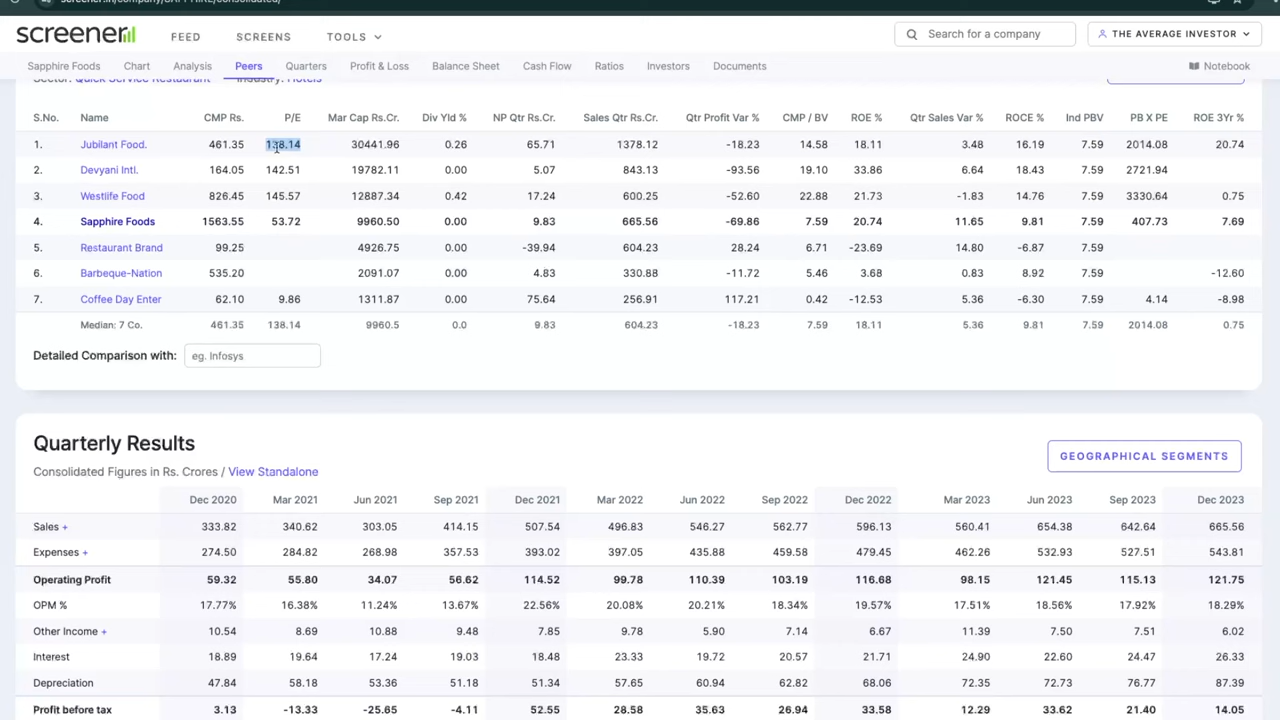 screener.in/company/SAPPHIRE/consolidated/
screener
FEED SCREENS TOOLS
Search for a company
THE AVERAGE INVESTOR
Sapphire Foods Chart Analysis Peers Quarters Profit & Loss Balance Sheet Cash Flow Ratios Investors Documents Notebook
Sector: Quick Service Restaurant Industry: Hotels
S.No. Name CMP Rs. P/E Mar Cap Rs.Cr. Div Yld % NP Qtr Rs.Cr. Sales Qtr Rs.Cr. Qtr Profit Var % CMP / BV ROE % Qtr Sales Var % ROCE % Ind PBV PB X PE ROE 3Yr %
1. Jubilant Food. 461.35 138.14 30441.96 0.26 65.71 1378.12 -18.23 14.58 18.11 3.48 16.19 7.59 2014.08 20.74
2. Devyani Intl. 164.05 142.51 19782.11 0.00 5.07 843.13 -93.56 19.10 33.86 6.64 18.43 7.59 2721.94
3. Westlife Food 826.45 145.57 12887.34 0.42 17.24 600.25 -52.60 22.88 21.73 -1.83 14.76 7.59 3330.64 0.75
4. Sapphire Foods 1563.55 53.72 9960.50 0.00 9.83 665.56 -69.86 7.59 20.74 11.65 9.81 7.59 407.73 7.69
5. Restaurant Brand 99.25 4926.75 0.00 -39.94 604.23 28.24 6.71 -23.69 14.80 -6.87 7.59
6. Barbeque-Nation 535.20 2091.07 0.00 4.83 330.88 -11.72 5.46 3.68 0.83 8.92 7.59 -12.60
7. Coffee Day Enter 62.10 9.86 1311.87 0.00 75.64 256.91 117.21 0.42 -12.53 5.36 -6.30 7.59 4.14 -8.98
Median: 7 Co. 461.35 138.14 9960.5 0.0 9.83 604.23 -18.23 7.59 18.11 5.36 9.81 7.59 2014.08 0.75
Detailed Comparison with: eg. Infosys
Quarterly Results
Consolidated Figures in Rs. Crores / View Standalone
GEOGRAPHICAL SEGMENTS
Dec 2020 Mar 2021 Jun 2021 Sep 2021 Dec 2021 Mar 2022 Jun 2022 Sep 2022 Dec 2022 Mar 2023 Jun 2023 Sep 2023 Dec 2023
Sales + 333.82 340.62 303.05 414.15 507.54 496.83 546.27 562.77 596.13 560.41 654.38 642.64 665.56
Expenses + 274.50 284.82 268.98 357.53 393.02 397.05 435.88 459.58 479.45 462.26 532.93 527.51 543.81
Operating Profit 59.32 55.80 34.07 56.62 114.52 99.78 110.39 103.19 116.68 98.15 121.45 115.13 121.75
OPM % 17.77% 16.38% 11.24% 13.67% 22.56% 20.08% 20.21% 18.34% 19.57% 17.51% 18.56% 17.92% 18.29%
Other Income + 10.54 8.69 10.88 9.48 7.85 9.78 5.90 7.14 6.67 11.39 7.50 7.51 6.02
Interest 18.89 19.64 17.24 19.03 18.48 23.33 19.72 20.57 21.71 24.90 22.60 24.47 26.33
Depreciation 47.84 58.18 53.36 51.18 51.34 57.65 60.94 62.82 68.06 72.35 72.73 76.77 87.39
Profit before tax 3.13 -13.33 -25.65 -4.11 52.55 28.58 35.63 26.94 33.58 12.29 33.62 21.40 14.05